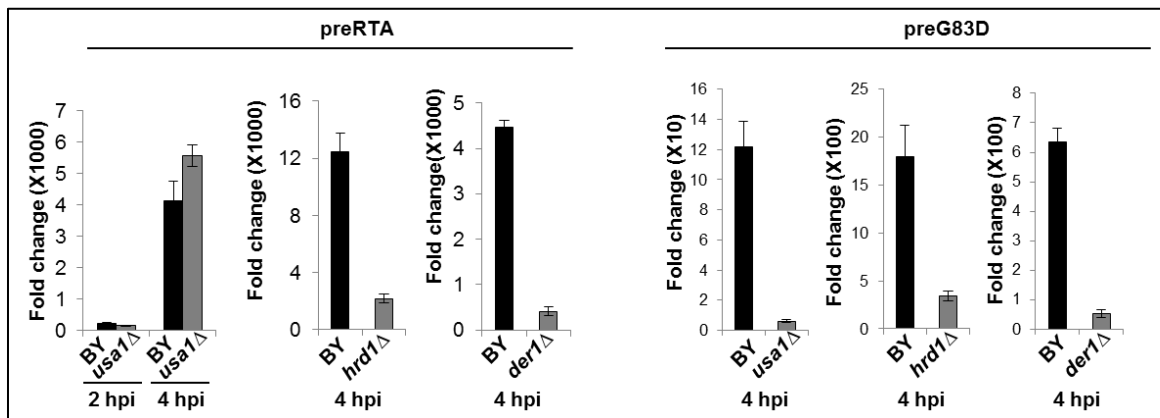 preRTA
preG83D
Fold change (X1000)
7
6
5
4
3
2
1
0
BY
usa1Δ
BY
usa1Δ
2 hpi
4 hpi
Fold change (X1000)
16
12
8
4
0
BY
hrd1Δ
4 hpi
Fold change(X1000)
5
4
3
2
1
0
BY
der1Δ
4 hpi
Fold change (X10)
16
14
12
10
8
6
4
2
0
BY
usa1Δ
4 hpi
Fold change (X100)
25
20
15
10
5
0
BY
hrd1Δ
4 hpi
Fold change (X100)
8
7
6
5
4
3
2
1
0
BY
der1Δ
4 hpi